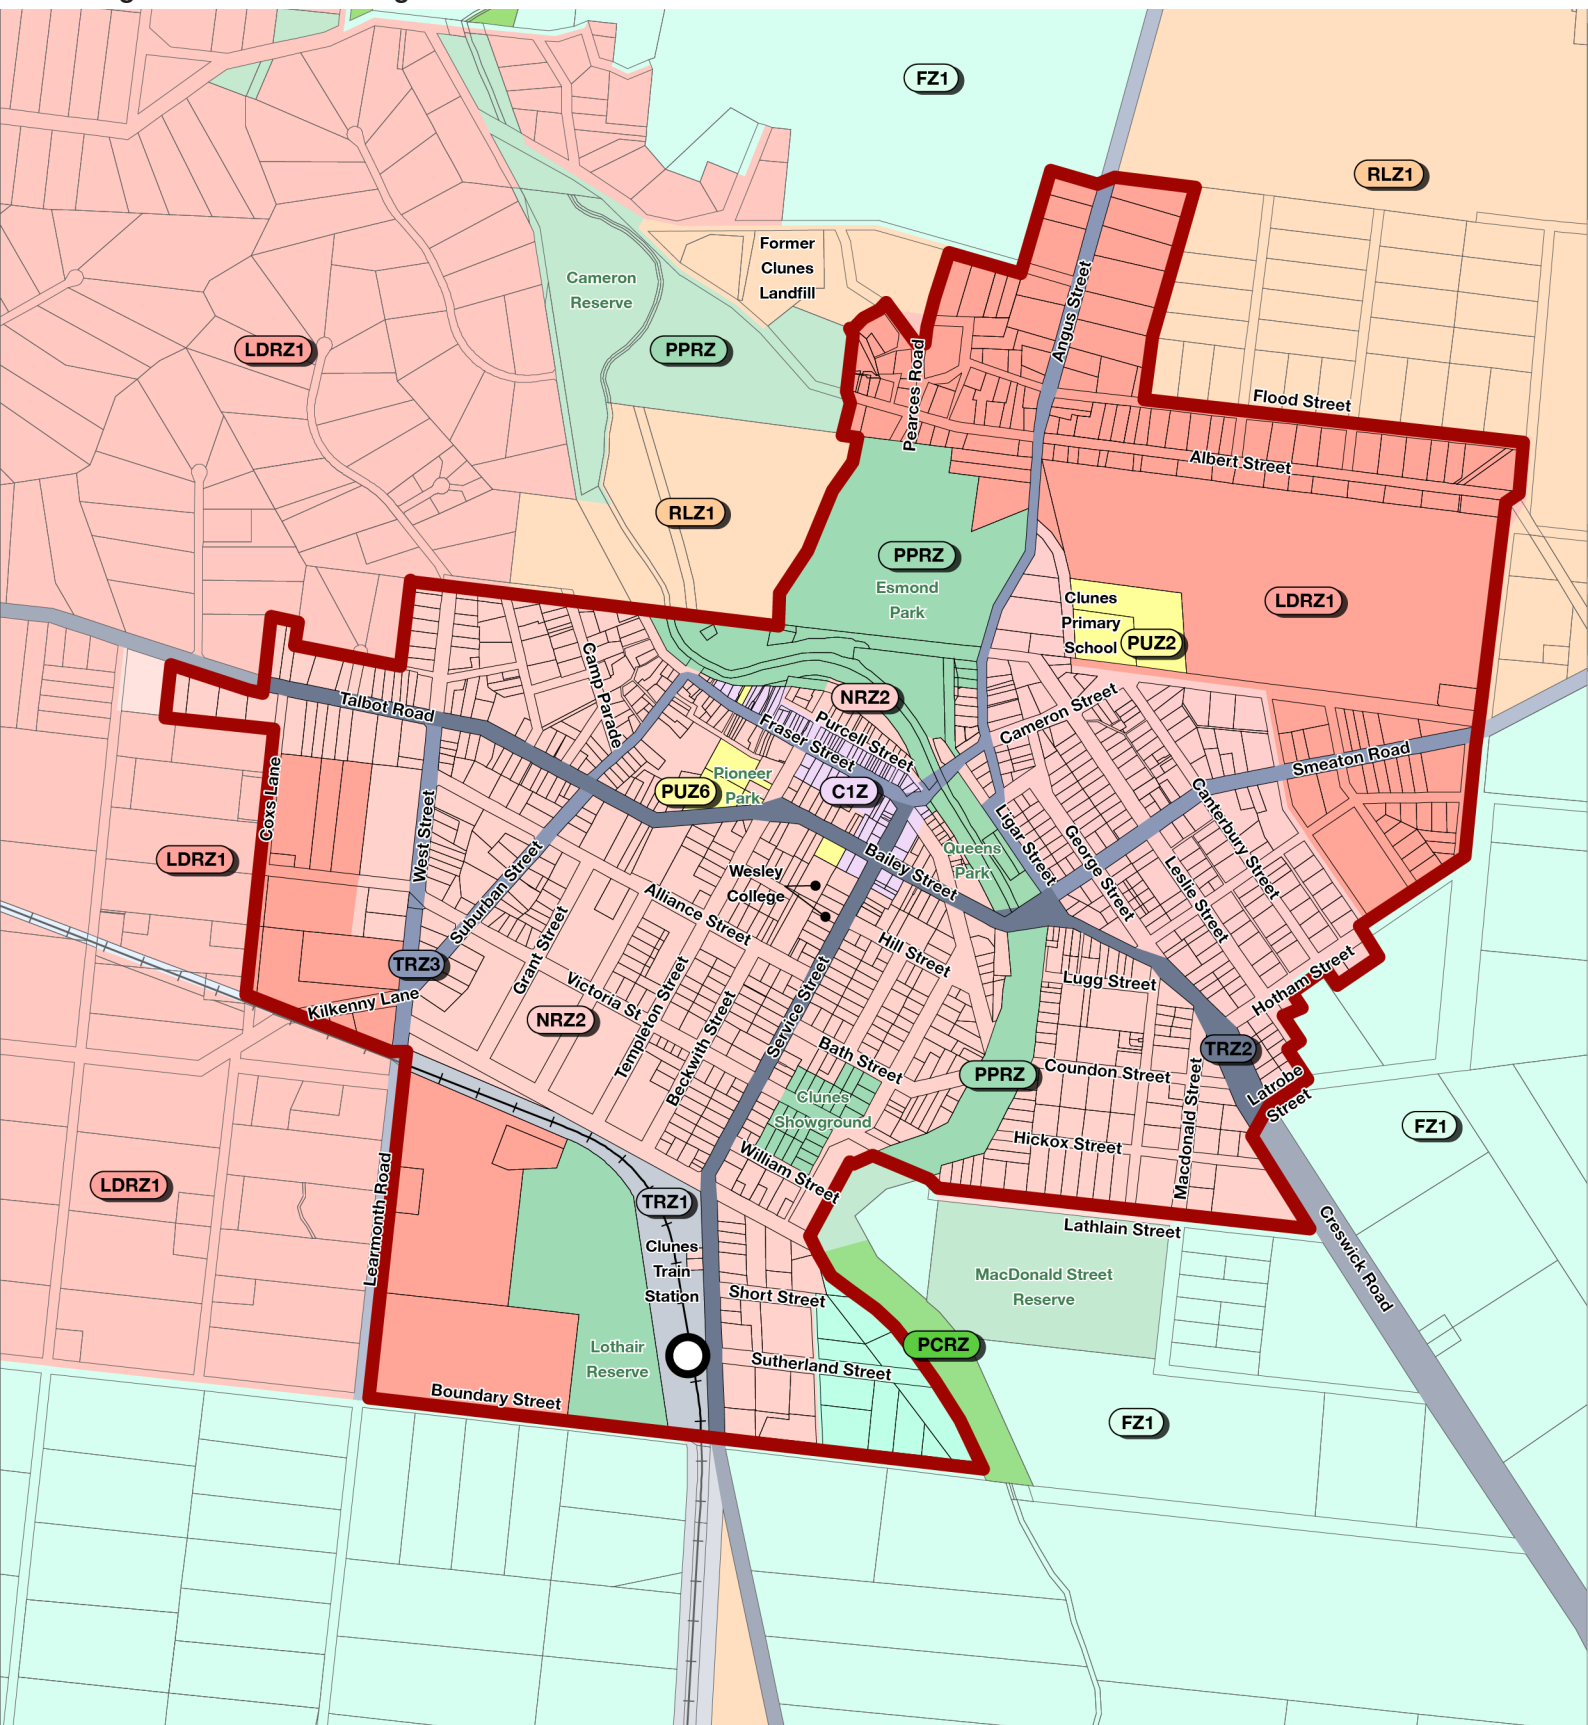 FZ1
RLZ1
Former
Clunes
Landfill
Cameron
Reserve
LDRZ1
PPRZ
Angus Street
Pearces Road
Flood Street
Albert Street
RLZ1
PPRZ
Esmond
Park
Clunes
Primary
School
PUZ2
LDRZ1
Talbot Road
Camp Parade
NRZ2
Purcell Street
Fraser Street
Cameron Street
Smeaton Road
Pioneer
Park
PUZ6
C1Z
Coxs Lane
West Street
LDRZ1
Suburban Street
Wesley
College
Bailey Street
Queens
Park
Ligar Street
George Street
Canterbury Street
Leslie Street
Alliance Street
Grant Street
Hill Street
TRZ3
Kilkenny Lane
Victoria St
Templeton Street
Beckwith Street
Service Street
NRZ2
Lugg Street
Hotham Street
TRZ2
Bath Street
PPRZ
Coundon Street
Macdonald Street
Latrobe
Street
Clunes
Showground
Hickox Street
FZ1
William Street
LDRZ1
Learmonth Road
TRZ1
Clunes
Train
Station
Lathlain Street
Creswick Road
MacDonald Street
Reserve
Short Street
PCRZ
Lothair
Reserve
Sutherland Street
Boundary Street
FZ1